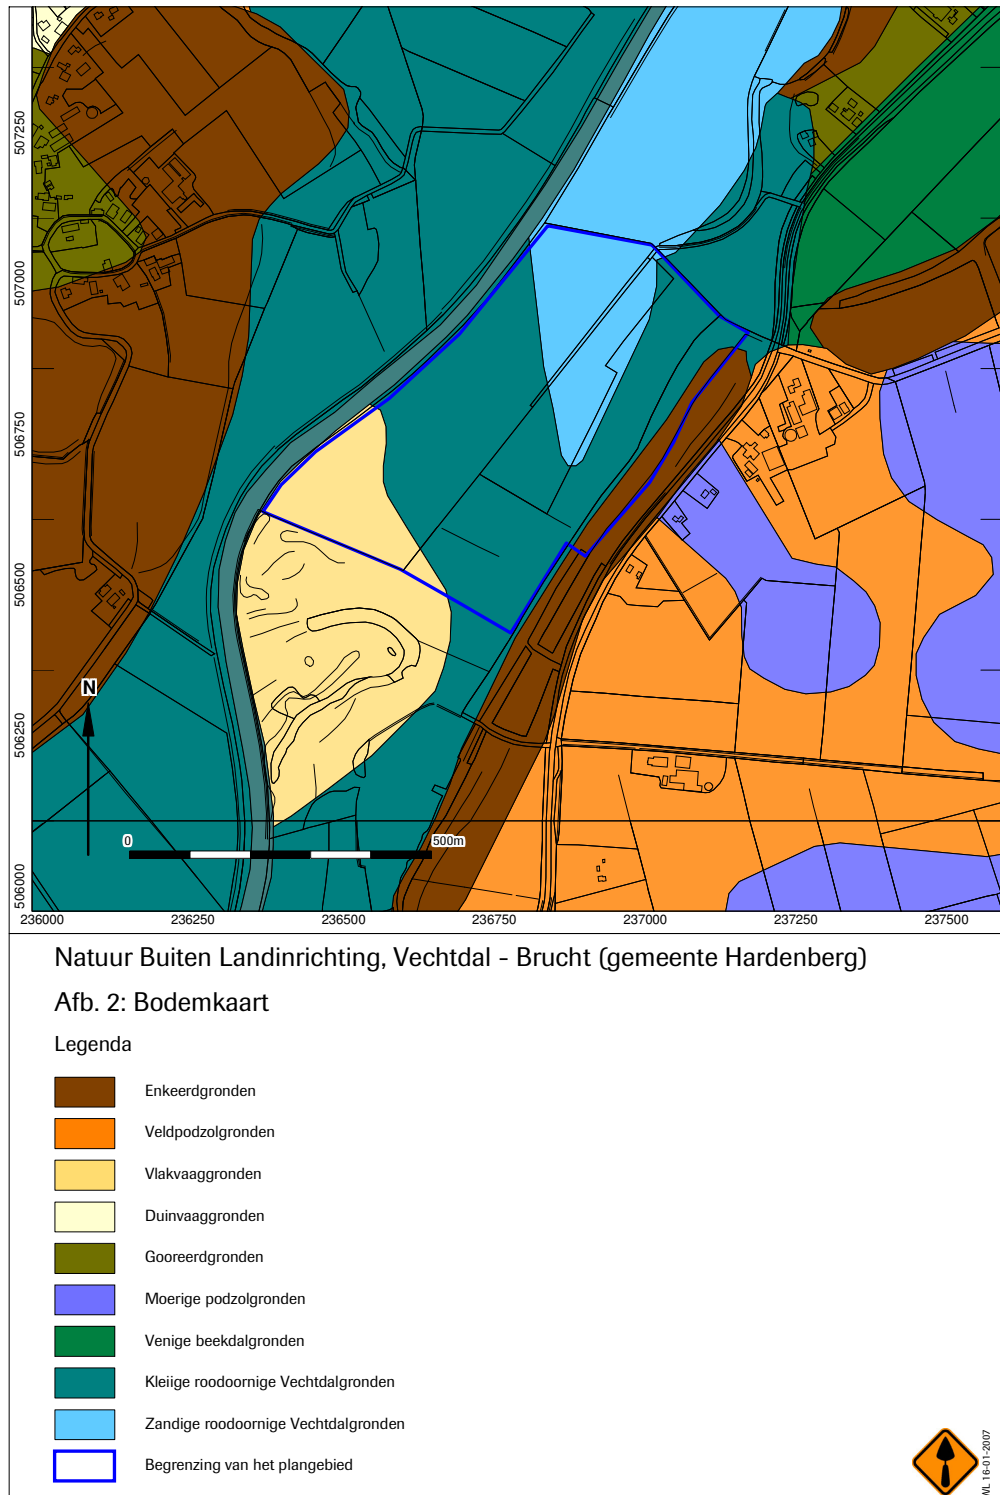 507250
507000
506750
506500
506250
506000
N
0 500m
236000 236250 236500 236750 237000 237250 237500
Natuur Buiten Landinrichting, Vechtdal - Brucht (gemeente Hardenberg)
Afb. 2: Bodemkaart
Legenda
Enkeerdgronden
Veldpodzolgronden
Vlakvaaggronden
Duinvaaggronden
Gooreerdgronden
Moerige podzolgronden
Venige beekdalgronden
Kleiige roodoornige Vechtdalgronden
Zandige roodoornige Vechtdalgronden
Begrenzing van het plangebied
WL 16-01-2007